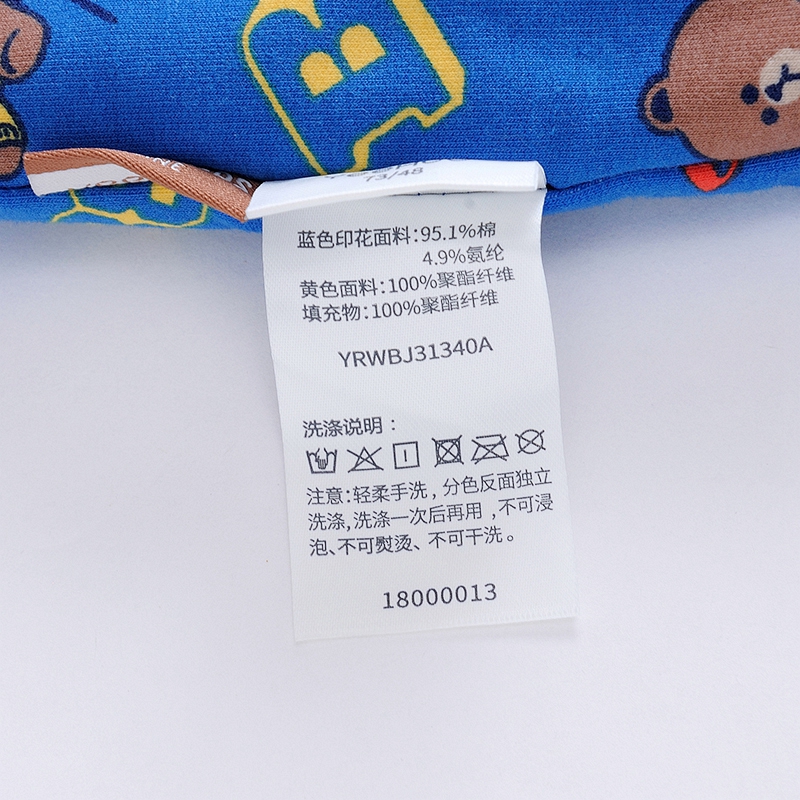 73/48
蓝色印花面料:95.1%棉
4.9%氨纶
黄色面料:100%聚酯纤维
填充物:100%聚酯纤维
YRWBJ31340A
洗涤说明：
注意:轻柔手洗，分色反面独立
洗涤,洗涤一次后再用,不可浸
泡、不可熨烫、不可干洗。
18000013